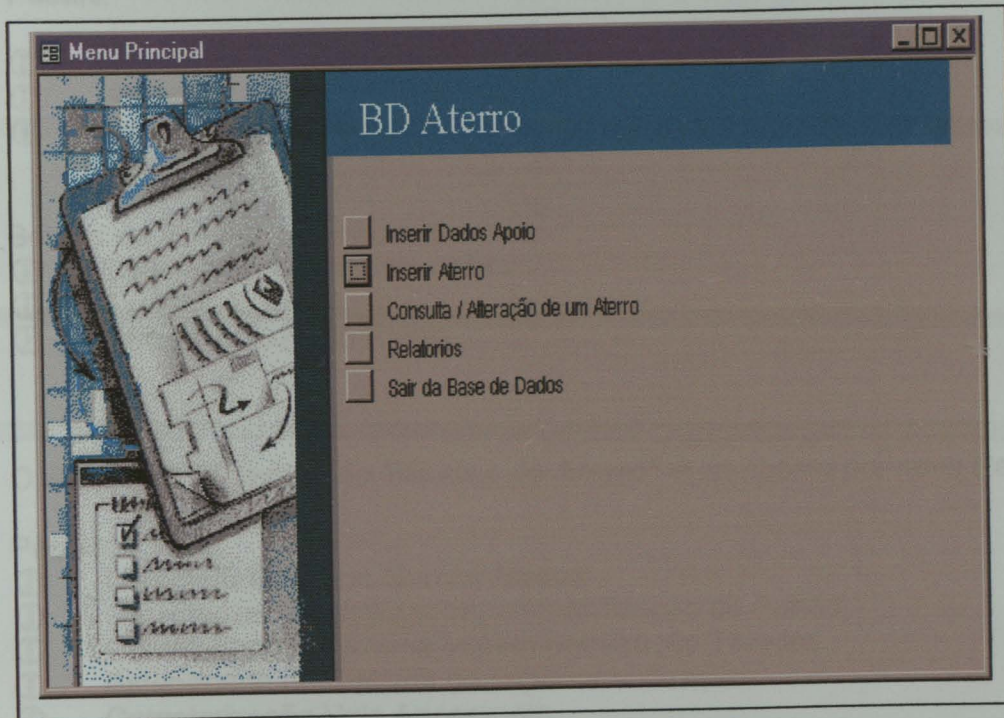 Menu Principal
BD Aterro
Inserir Dados Apoio
Inserir Aterro
Consulta / Alteração de um Aterro
Relatorios
Sair da Base de Dados